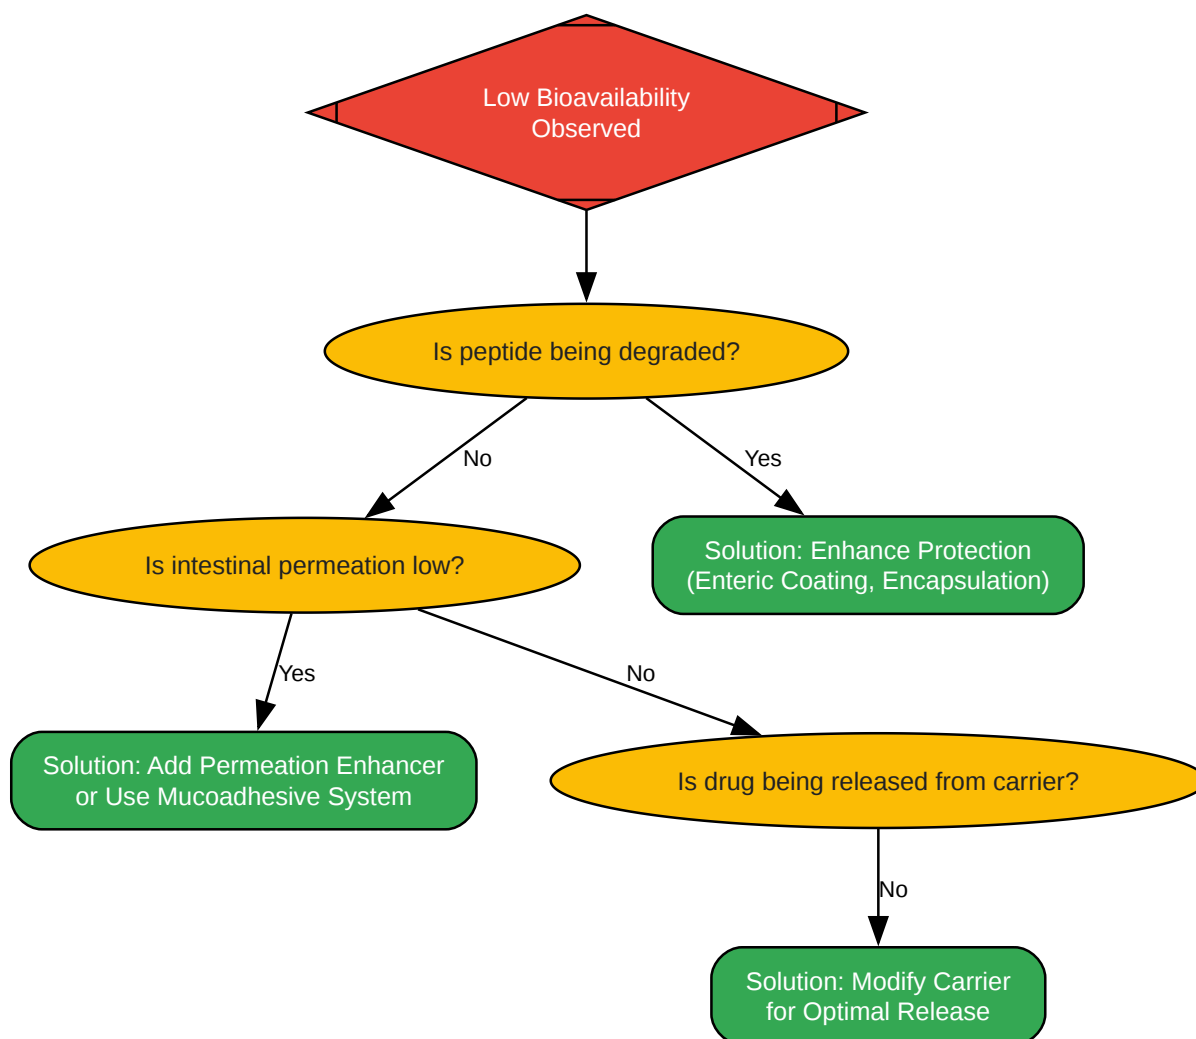 Low Bioavailability
Observed
Is peptide being degraded?
No
Yes
Is intestinal permeation low?
Solution: Enhance Protection
(Enteric Coating, Encapsulation)
Yes
No
Solution: Add Permeation Enhancer
or Use Mucoadhesive System
Is drug being released from carrier?
No
Solution: Modify Carrier
for Optimal Release